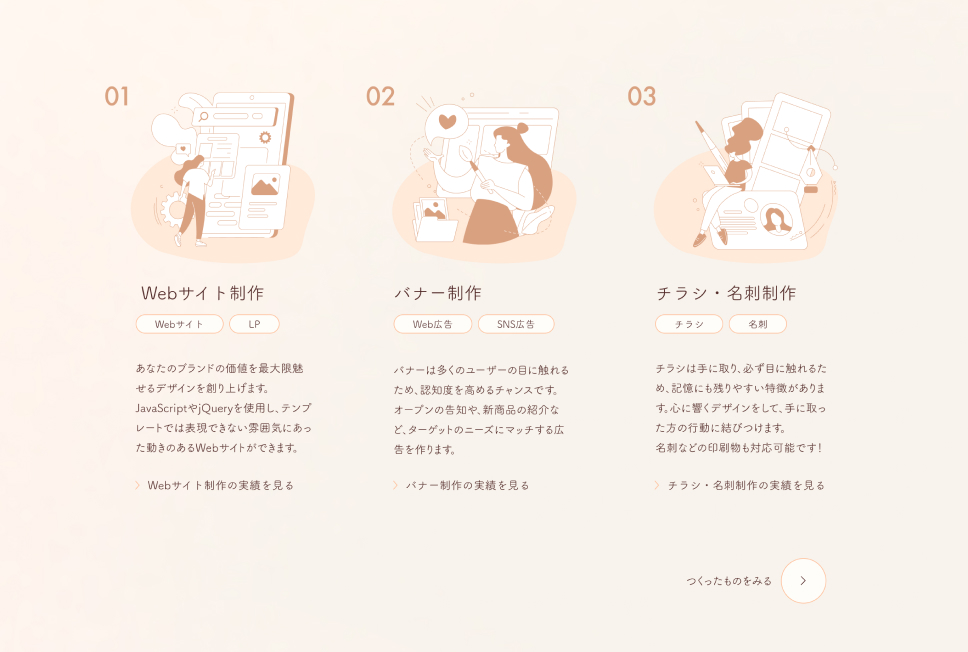 01
Webサイト制作
Webサイト
LP
あなたのブランドの価値を最大限魅
せるデザインを創り上げます。
JavaScriptやjQueryを使用し、テンプ
レートでは表現できない雰囲気にあっ
た動きのあるWebサイトができます。
Webサイト制作の実績を見る
02
バナー制作
Web広告
SNS広告
バナーは多くのユーザーの目に触れる
ため、認知度を高めるチャンスです。
オープンの告知や、新商品の紹介な
ど、ターゲットのニーズにマッチする広
告を作ります。
バナー制作の実績を見る
03
チラシ・名刺制作
チラシ
名刺
チラシは手に取り、必ず目に触れるた
め、記憶にも残りやすい特徴がありま
す。心に響くデザインをして、手に取っ
た方の行動に結びつけます。
名刺などの印刷物も対応可能です!
チラシ・名刺制作の実績を見る
つくったものをみる